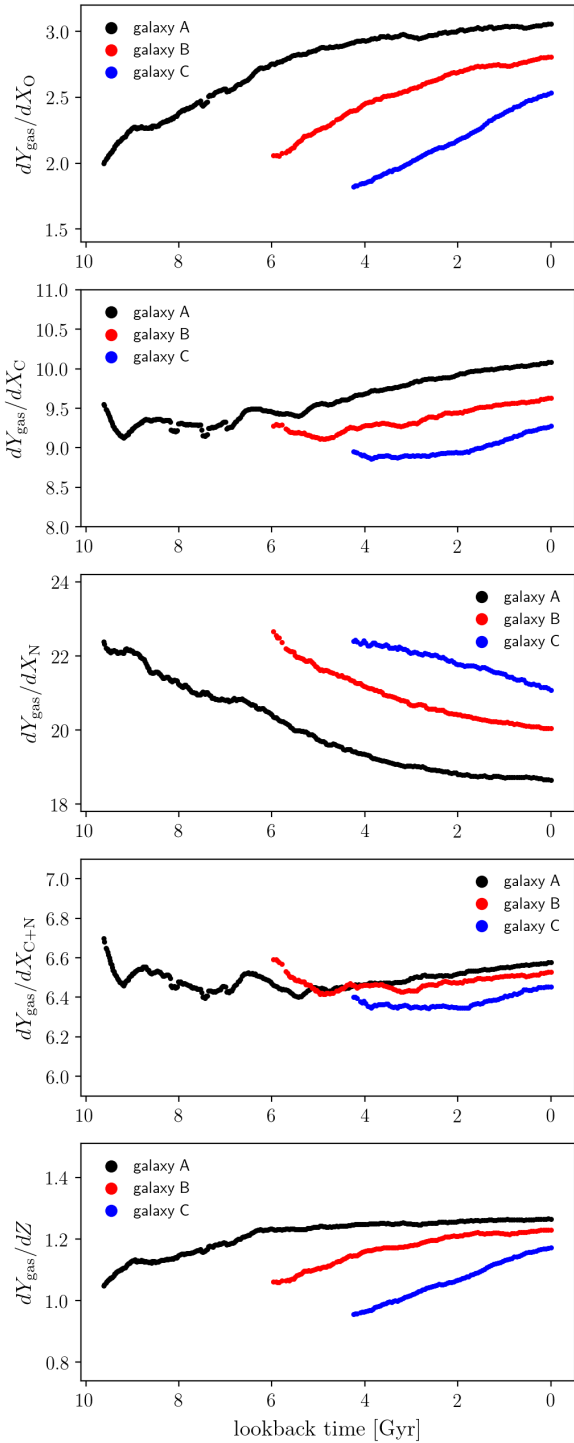 3.0
2.5
2.0
1.5
dY_gas/dX_O
galaxy A
galaxy B
galaxy C
10 8 6 4 2 0
11.0
10.5
10.0
9.5
9.0
8.5
8.0
dY_gas/dX_C
galaxy A
galaxy B
galaxy C
10 8 6 4 2 0
24
22
20
18
dY_gas/dX_N
galaxy A
galaxy B
galaxy C
10 8 6 4 2 0
7.0
6.8
6.6
6.4
6.2
6.0
dY_gas/dX_C+N
galaxy A
galaxy B
galaxy C
10 8 6 4 2 0
1.4
1.2
1.0
0.8
dY_gas/dZ
galaxy A
galaxy B
galaxy C
10 8 6 4 2 0
lookback time [Gyr]